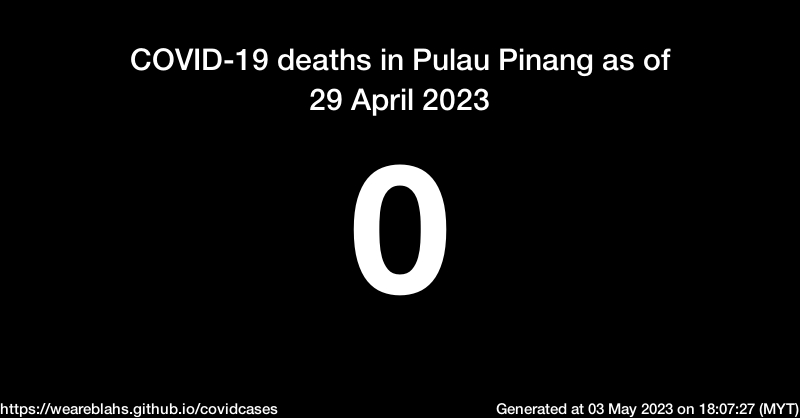 COVID-19 deaths in Pulau Pinang as of
29 April 2023
0
https://weareblahs.github.io/covidcases
Generated at 03 May 2023 on 18:07:27 (MYT)